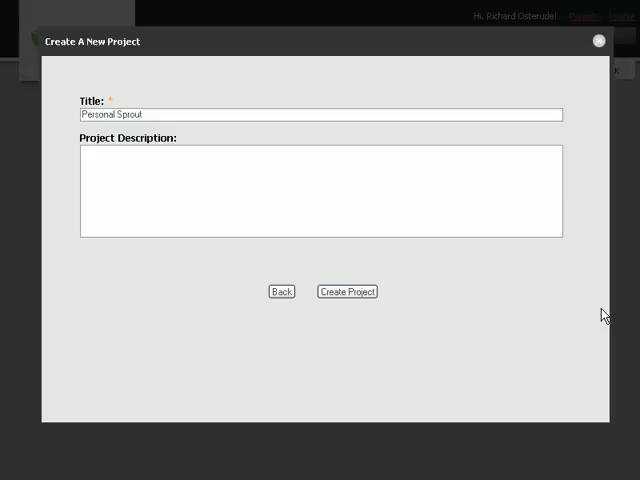 Hi, Richard Osterude!
Create A New Project
Title: *
Personal Sprout
Project Description:
Back
Create Project